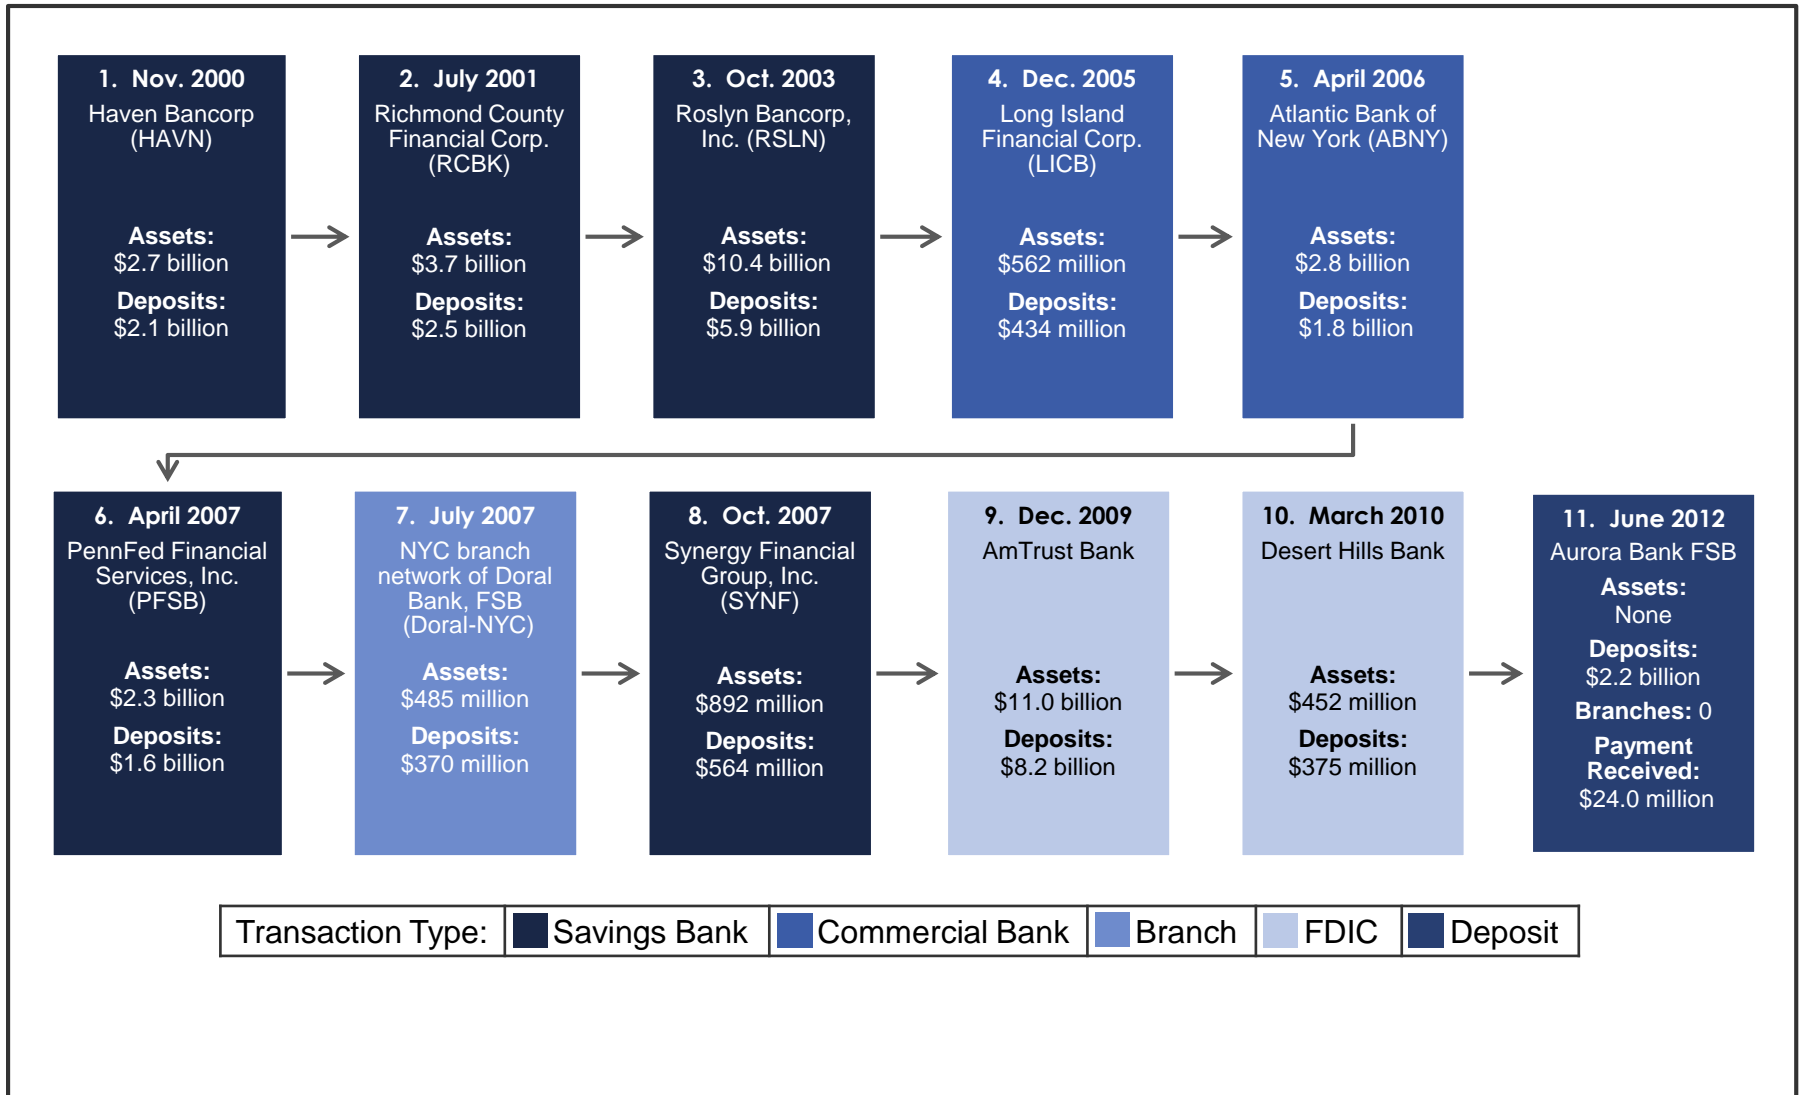 1. Nov. 2000
Haven Bancorp
(HAVN)
Assets:
$2.7 billion
Deposits:
$2.1 billion
2. July 2001
Richmond County
Financial Corp.
(RCBK)
Assets:
$3.7 billion
Deposits:
$2.5 billion
3. Oct. 2003
Roslyn Bancorp,
Inc. (RSLN)
Assets:
$10.4 billion
Deposits:
$5.9 billion
4. Dec. 2005
Long Island
Financial Corp.
(LICB)
Assets:
$562 million
Deposits:
$434 million
5. April 2006
Atlantic Bank of
New York (ABNY)
Assets:
$2.8 billion
Deposits:
$1.8 billion
6. April 2007
PennFed Financial
Services, Inc.
(PFSB)
Assets:
$2.3 billion
Deposits:
$1.6 billion
7. July 2007
NYC branch
network of Doral
Bank, FSB
(Doral-NYC)
Assets:
$485 million
Deposits:
$370 million
8. Oct. 2007
Synergy Financial
Group, Inc.
(SYNF)
Assets:
$892 million
Deposits:
$564 million
9. Dec. 2009
AmTrust Bank
Assets:
$11.0 billion
Deposits:
$8.2 billion
10. March 2010
Desert Hills Bank
Assets:
$452 million
Deposits:
$375 million
11. June 2012
Aurora Bank FSB
Assets:
None
Deposits:
$2.2 billion
Branches: 0
Payment
Received:
$24.0 million
Transaction Type: Savings Bank Commercial Bank Branch FDIC Deposit